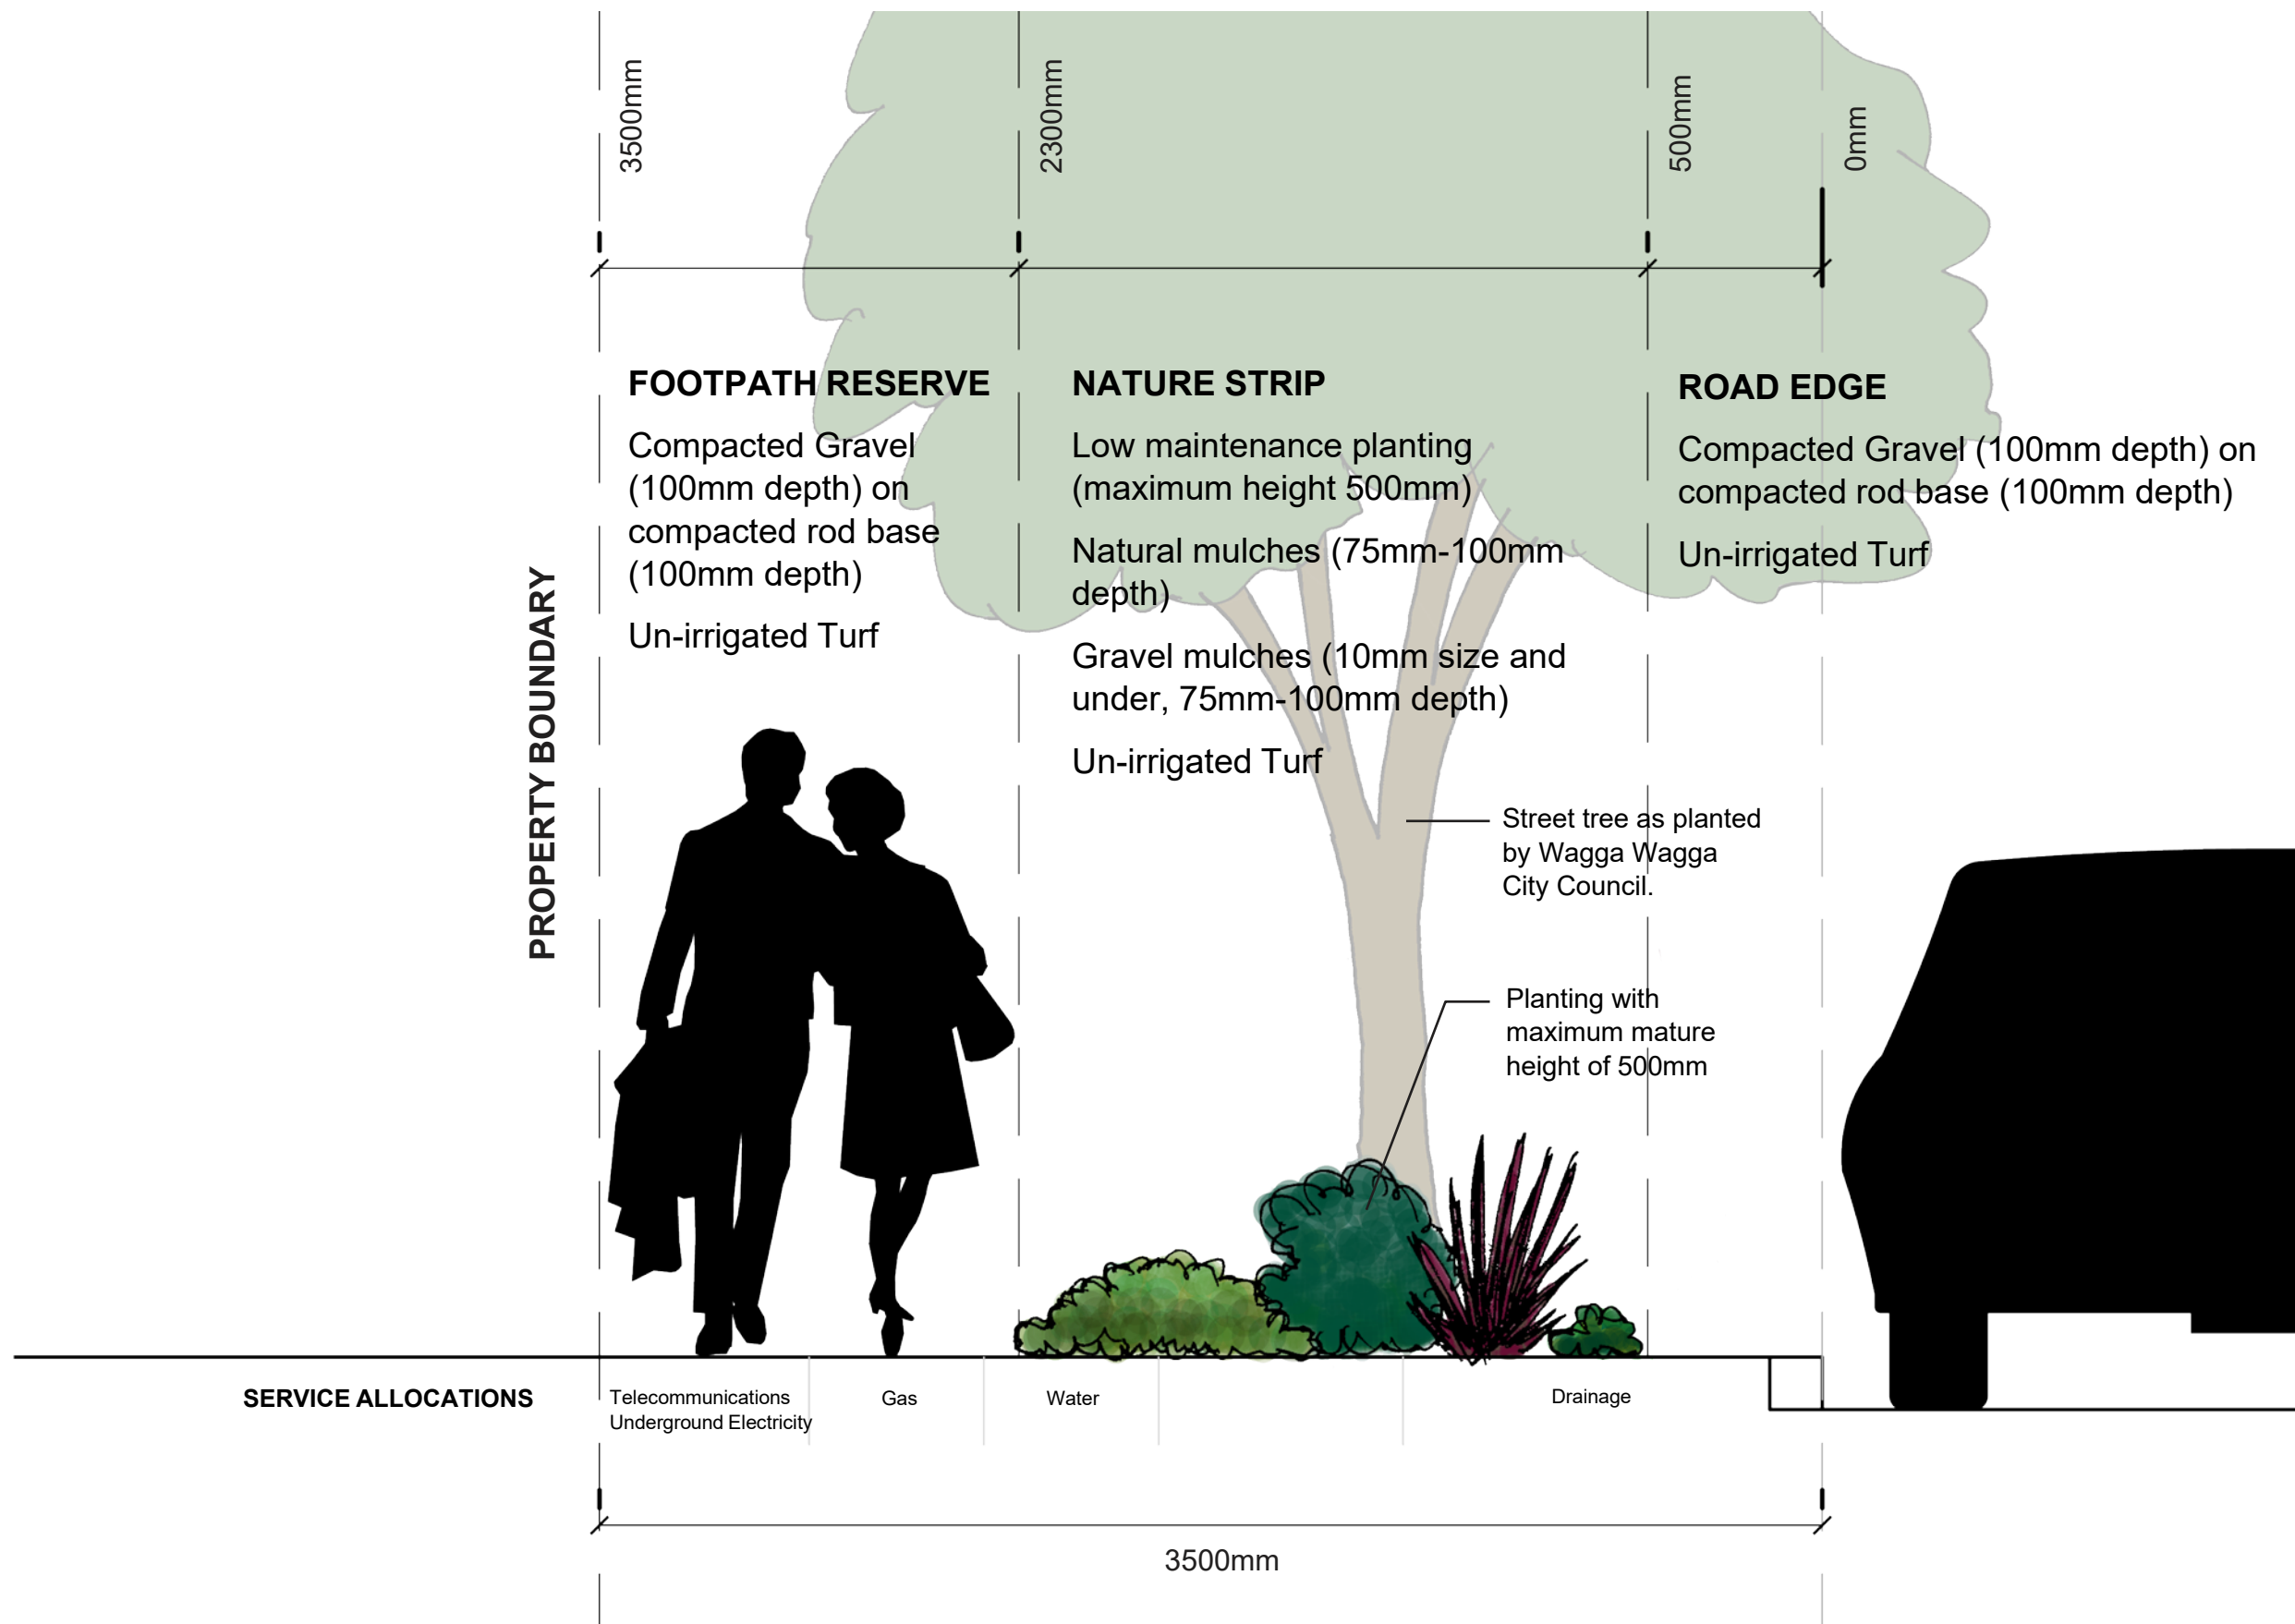 3500mm
2300mm
500mm
0mm
FOOTPATH RESERVE
Compacted Gravel
(100mm depth) on
compacted rod base
(100mm depth)
Un-irrigated Turf
NATURE STRIP
Low maintenance planting
(maximum height 500mm)
Natural mulches (75mm-100mm
depth)
Gravel mulches (10mm size and
under, 75mm-100mm depth)
Un-irrigated Turf
ROAD EDGE
Compacted Gravel (100mm depth) on
compacted rod base (100mm depth)
Un-irrigated Turf
PROPERTY BOUNDARY
Street tree as planted
by Wagga Wagga
City Council.
Planting with
maximum mature
height of 500mm
SERVICE ALLOCATIONS
Telecommunications
Underground Electricity
Gas
Water
Drainage
3500mm